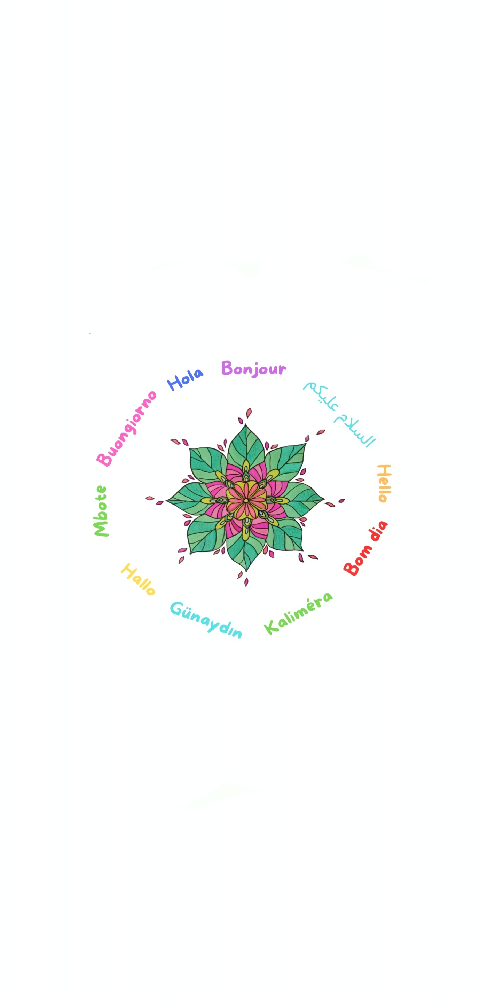 Bonjour
السلام عليكم
Hello
Bom dia
Kaliméra
Günaydın
Hallo
Mbote
Buongiorno
Hola